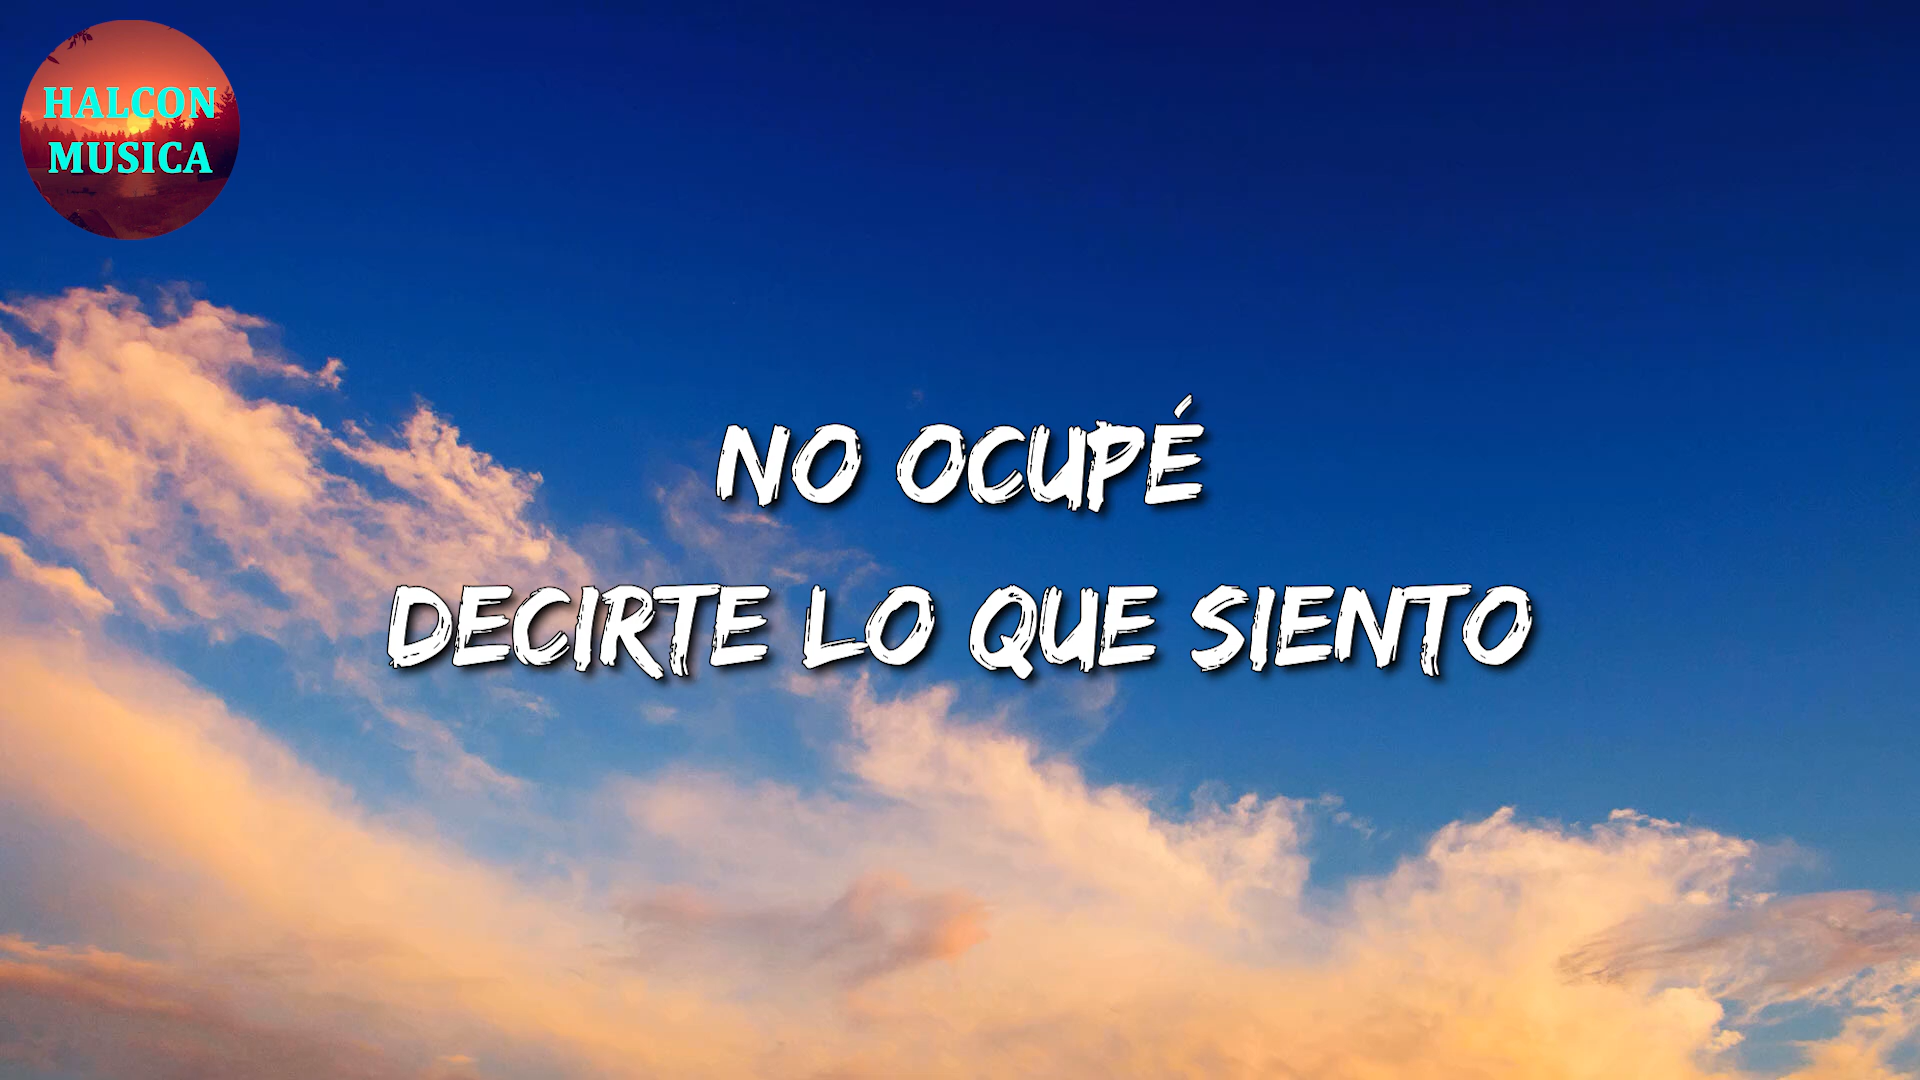 HALCON
MUSICA
NO OCUPÉ
DECIRTE LO QUE SIENTO